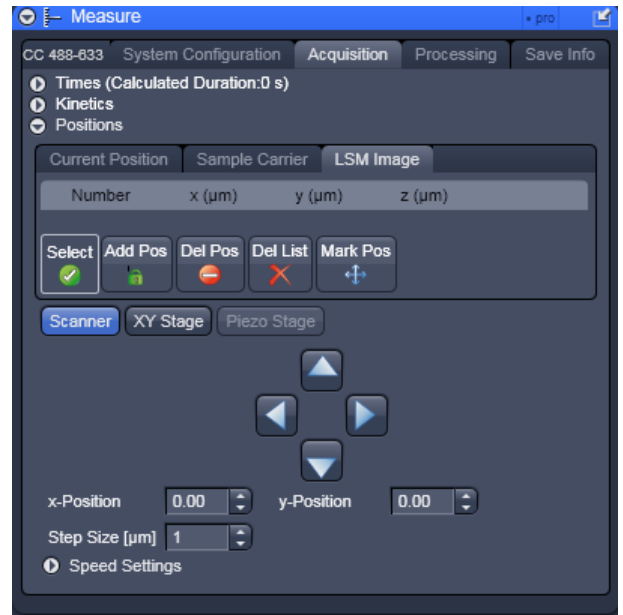 Measure • pro
CC 488-633 System Configuration Acquisition Processing Save Info
Times (Calculated Duration:0 s)
Kinetics
Positions
Current Position Sample Carrier LSM Image
Number x (µm) y (µm) z (µm)
Select Add Pos Del Pos Del List Mark Pos
Scanner XY Stage Piezo Stage
x-Position 0.00 y-Position 0.00
Step Size [µm] 1
Speed Settings